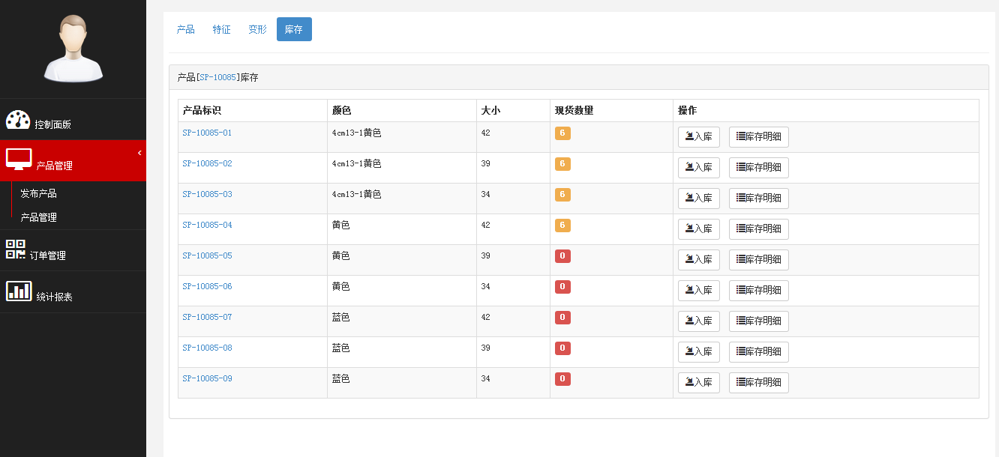 控制面版
产品管理
发布产品
产品管理
订单管理
统计报表
产品 特征 变形 库存
产品[SP-10085]库存
产品标识 颜色 大小 现货数量 操作
SP-10085-01 4cm13-1黄色 42 6 入库 库存明细
SP-10085-02 4cm13-1黄色 39 6 入库 库存明细
SP-10085-03 4cm13-1黄色 34 6 入库 库存明细
SP-10085-04 黄色 42 6 入库 库存明细
SP-10085-05 黄色 39 0 入库 库存明细
SP-10085-06 黄色 34 0 入库 库存明细
SP-10085-07 蓝色 42 0 入库 库存明细
SP-10085-08 蓝色 39 0 入库 库存明细
SP-10085-09 蓝色 34 0 入库 库存明细